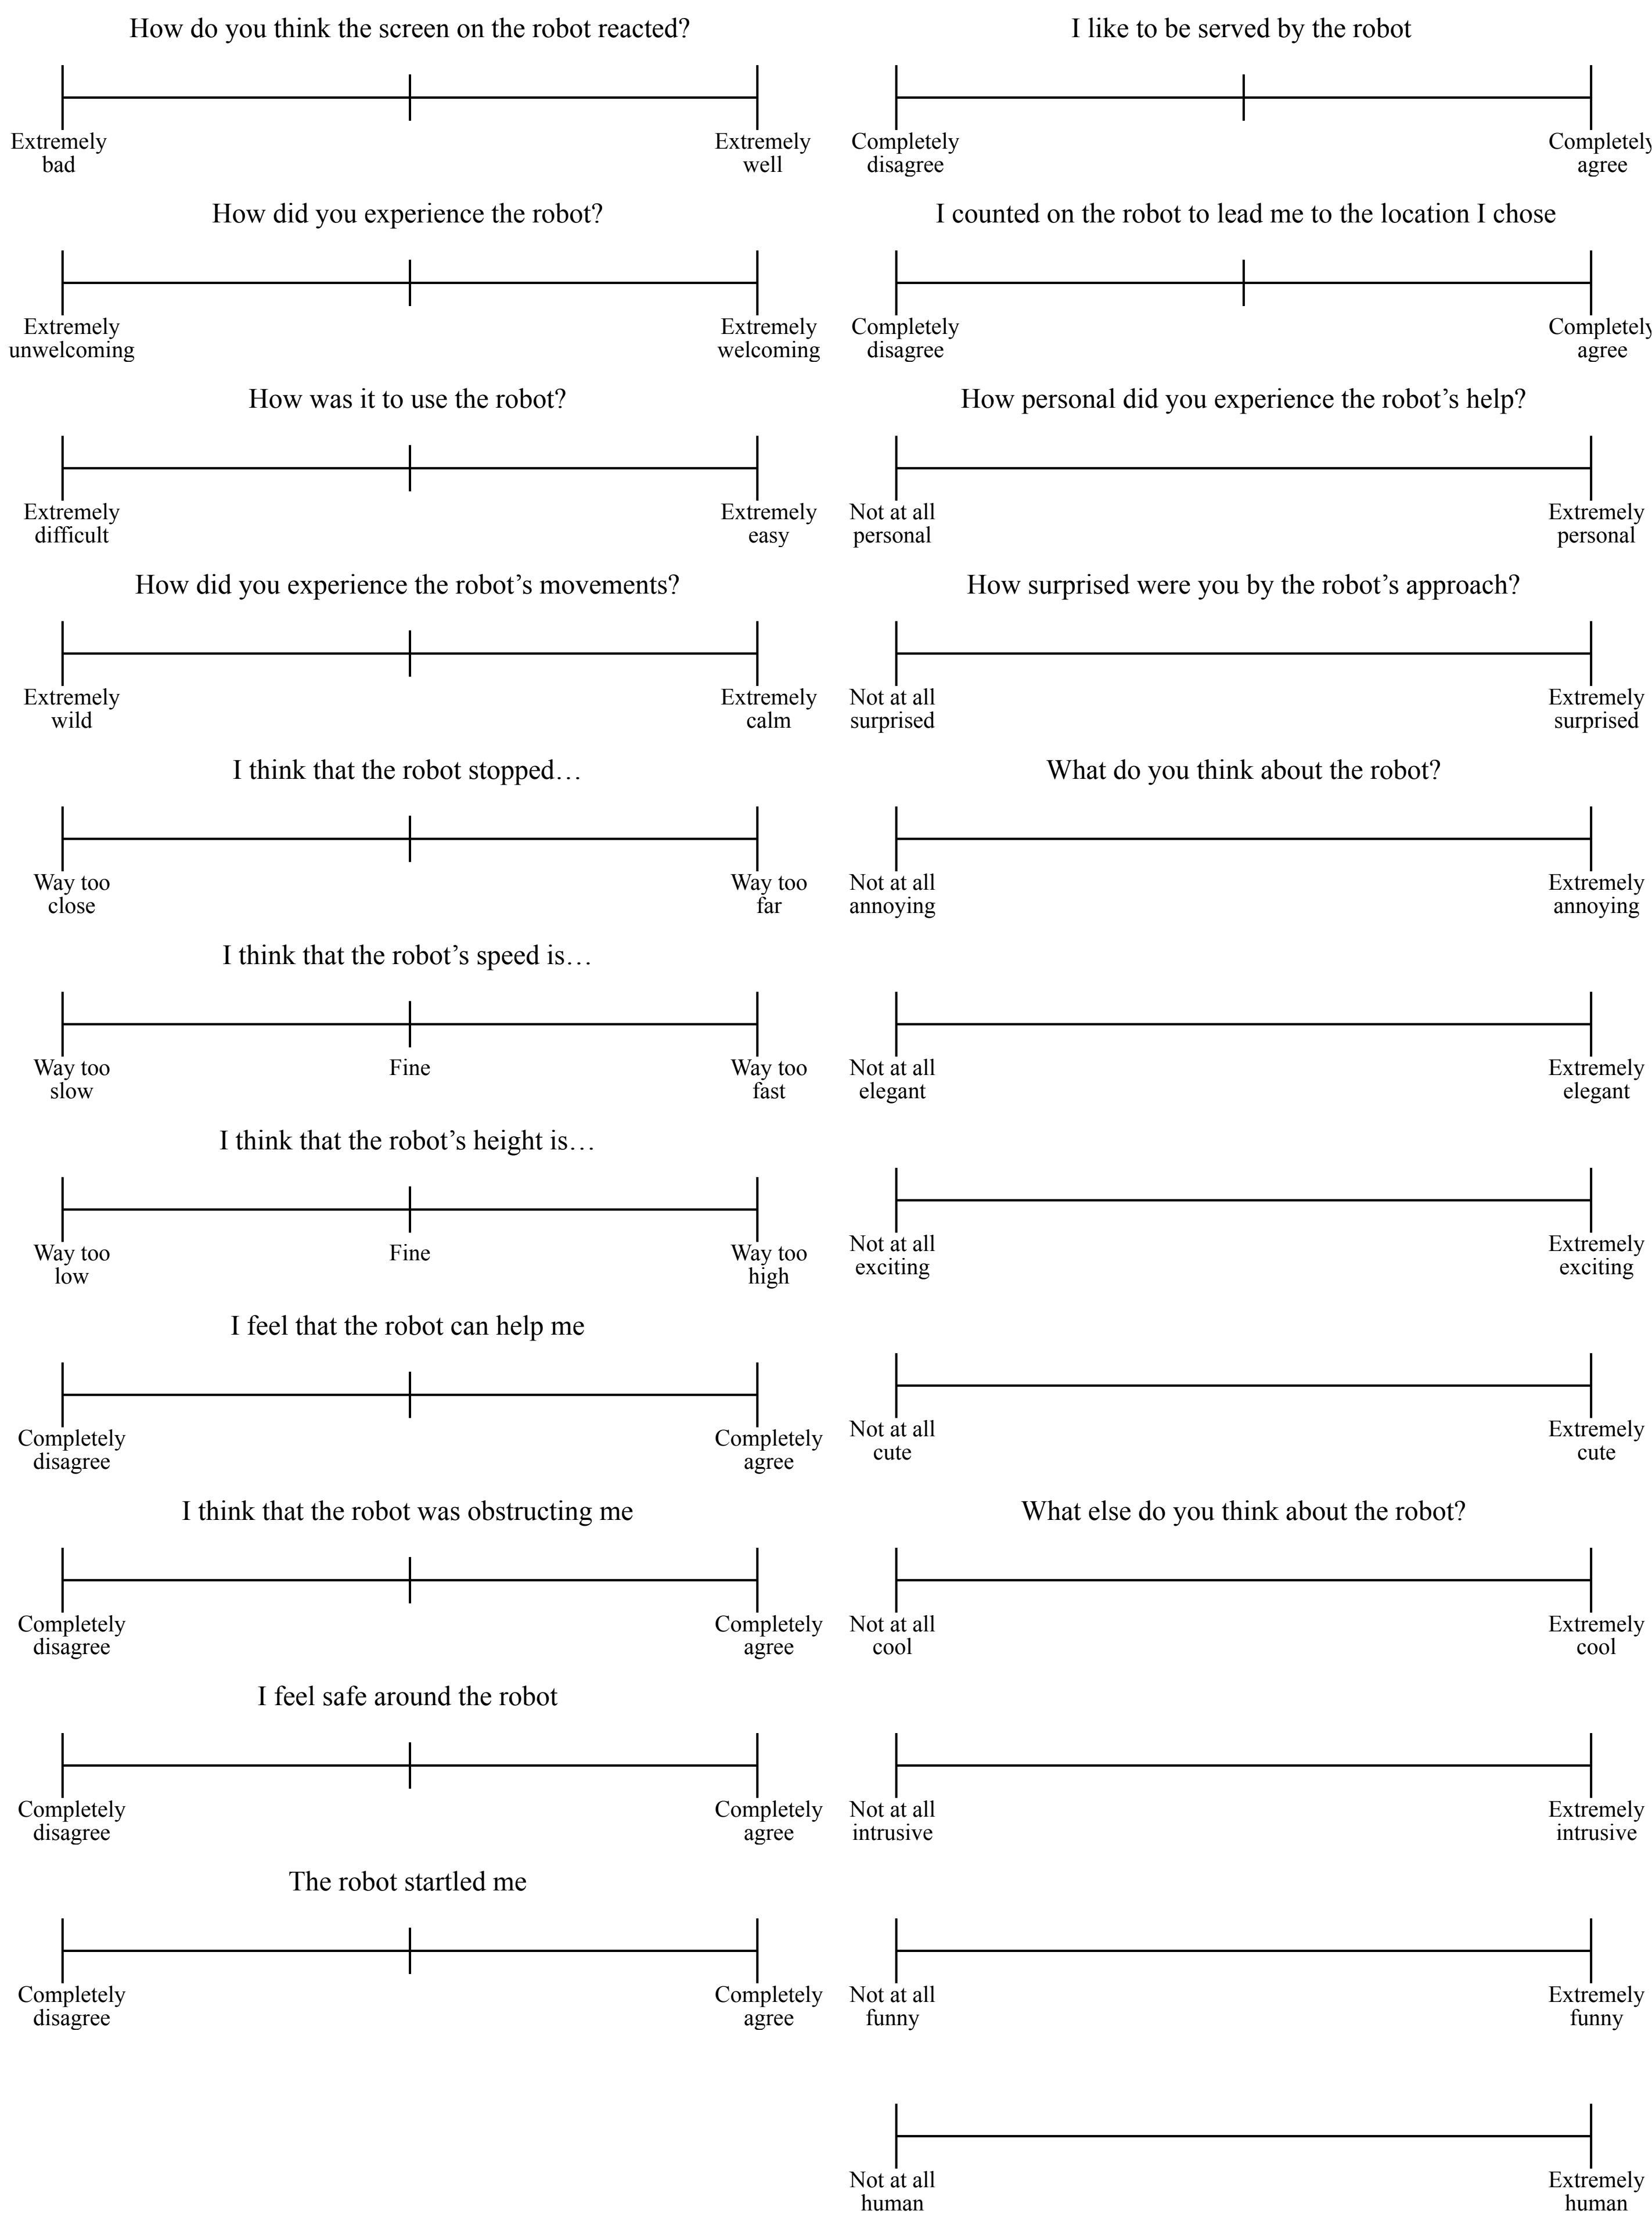 How do you think the screen on the robot reacted?
Extremely
bad
Extremely
well
How did you experience the robot?
Extremely
unwelcoming
Extremely
welcoming
How was it to use the robot?
Extremely
difficult
Extremely
easy
How did you experience the robot’s movements?
Extremely
wild
Extremely
calm
I think that the robot stopped…
Way too
close
Way too
far
I think that the robot’s speed is…
Way too
slow
Fine
Way too
fast
I think that the robot’s height is…
Way too
low
Fine
Way too
high
I feel that the robot can help me
Completely
disagree
Completely
agree
I think that the robot was obstructing me
Completely
disagree
Completely
agree
I feel safe around the robot
Completely
disagree
Completely
agree
The robot startled me
Completely
disagree
Completely
agree
I like to be served by the robot
Completely
disagree
Completely
agree
I counted on the robot to lead me to the location I chose
Completely
disagree
Completely
agree
How personal did you experience the robot’s help?
Not at all
personal
Extremely
personal
How surprised were you by the robot’s approach?
Not at all
surprised
Extremely
surprised
What do you think about the robot?
Not at all
annoying
Extremely
annoying
Not at all
elegant
Extremely
elegant
Not at all
exciting
Extremely
exciting
Not at all
cute
Extremely
cute
What else do you think about the robot?
Not at all
cool
Extremely
cool
Not at all
intrusive
Extremely
intrusive
Not at all
funny
Extremely
funny
Not at all
human
Extremely
human